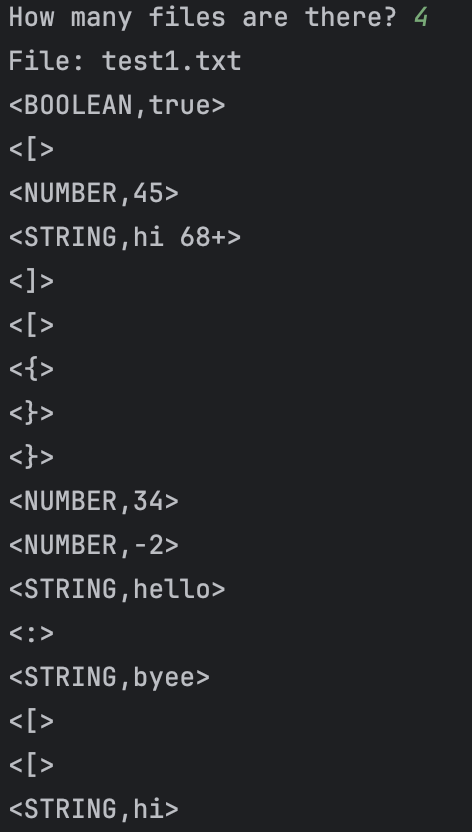 How many files are there? 4
File: test1.txt
<BOOLEAN,true>
<[>
<NUMBER,45>
<STRING,hi 68+>
<]>
<[>
<{>
<}>
<}>
<NUMBER,34>
<NUMBER,-2>
<STRING,hello>
<:>
<STRING,byee>
<[>
<[>
<STRING,hi>